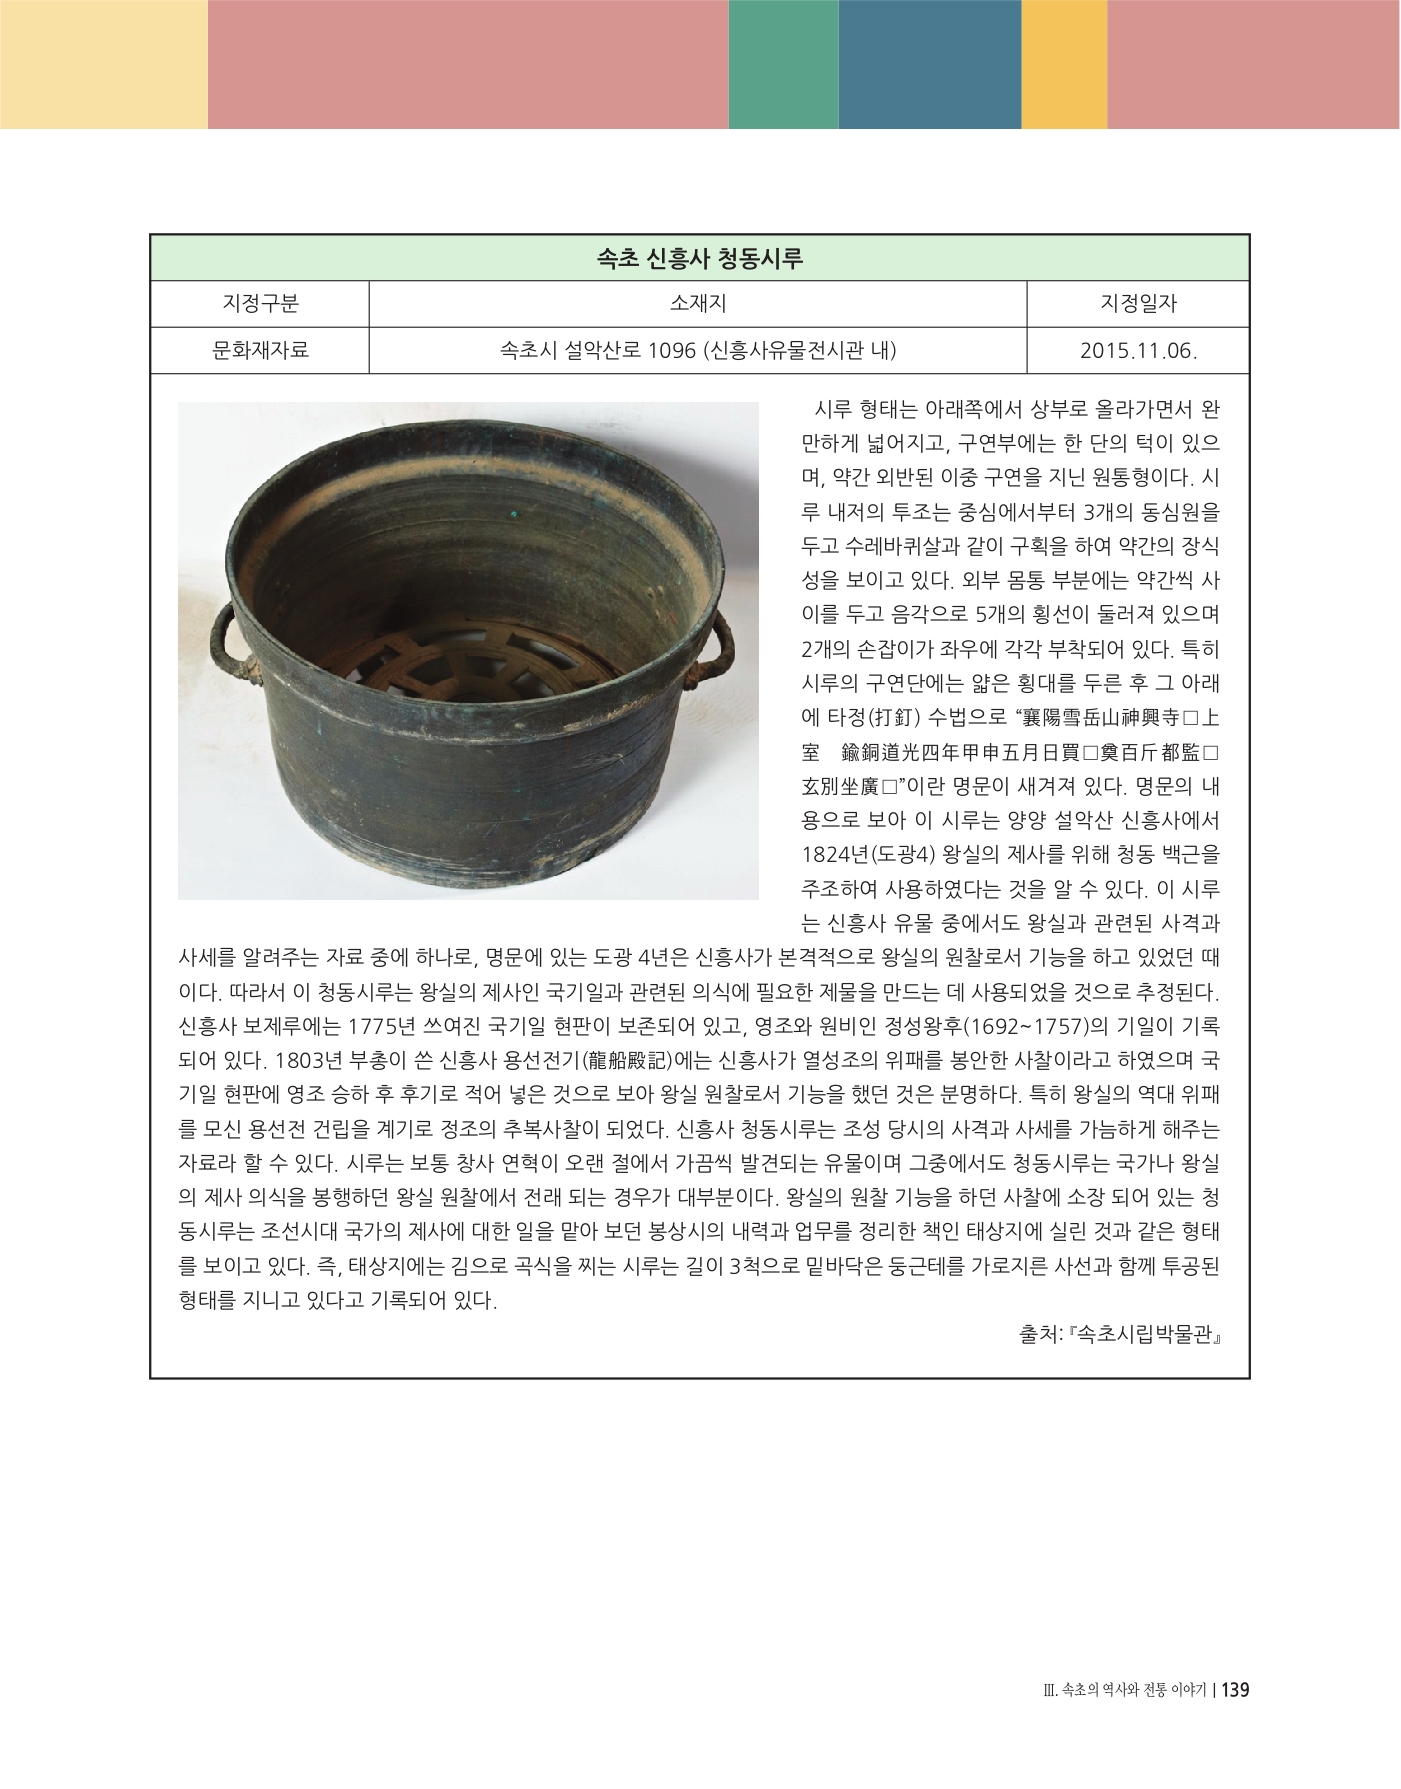 속초 신흥사 청동시루
지정구분 소재지 지정일자
문화재자료 속초시 설악산로 1096 (신흥사유물전시관 내) 2015.11.06.
시루 형태는 아래쪽에서 상부로 올라가면서 완
만하게 넓어지고, 구연부에는 한 단의 턱이 있으
며, 약간 외반된 이중 구연을 지닌 원통형이다. 시
루 내저의 투조는 중심에서부터 3개의 동심원을
두고 수레바퀴살과 같이 구획을 하여 약간의 장식
성을 보이고 있다. 외부 몸통 부분에는 약간씩 사
이를 두고 음각으로 5개의 횡선이 둘러져 있으며
2개의 손잡이가 좌우에 각각 부착되어 있다. 특히
시루의 구연단에는 얇은 횡대를 두른 후 그 아래
에 타정(打釘) 수법으로 “襄陽雪岳山神興寺□上
室 鍮銅道光四年甲申五月日買□奠百斤都監□
玄別坐廣□”이란 명문이 새겨져 있다. 명문의 내
용으로 보아 이 시루는 양양 설악산 신흥사에서
1824년(도광4) 왕실의 제사를 위해 청동 백근을
주조하여 사용하였다는 것을 알 수 있다. 이 시루
는 신흥사 유물 중에서도 왕실과 관련된 사격과
사세를 알려주는 자료 중에 하나로, 명문에 있는 도광 4년은 신흥사가 본격적으로 왕실의 원찰로서 기능을 하고 있었던 때
이다. 따라서 이 청동시루는 왕실의 제사인 국기일과 관련된 의식에 필요한 제물을 만드는 데 사용되었을 것으로 추정된다.
신흥사 보제루에는 1775년 쓰여진 국기일 현판이 보존되어 있고, 영조와 원비인 정성왕후(1692~1757)의 기일이 기록
되어 있다. 1803년 부총이 쓴 신흥사 용선전기(龍船殿記)에는 신흥사가 열성조의 위패를 봉안한 사찰이라고 하였으며 국
기일 현판에 영조 승하 후 후기로 적어 넣은 것으로 보아 왕실 원찰로서 기능을 했던 것은 분명하다. 특히 왕실의 역대 위패
를 모신 용선전 건립을 계기로 정조의 추복사찰이 되었다. 신흥사 청동시루는 조성 당시의 사격과 사세를 가늠하게 해주는
자료라 할 수 있다. 시루는 보통 창사 연혁이 오랜 절에서 가끔씩 발견되는 유물이며 그중에서도 청동시루는 국가나 왕실
의 제사 의식을 봉행하던 왕실 원찰에서 전래 되는 경우가 대부분이다. 왕실의 원찰 기능을 하던 사찰에 소장 되어 있는 청
동시루는 조선시대 국가의 제사에 대한 일을 맡아 보던 봉상시의 내력과 업무를 정리한 책인 태상지에 실린 것과 같은 형태
를 보이고 있다. 즉, 태상지에는 김으로 곡식을 찌는 시루는 길이 3척으로 밑바닥은 둥근테를 가로지른 사선과 함께 투공된
형태를 지니고 있다고 기록되어 있다.
출처:『속초시립박물관』
Ⅲ. 속초의 역사와 전통 이야기 | 139